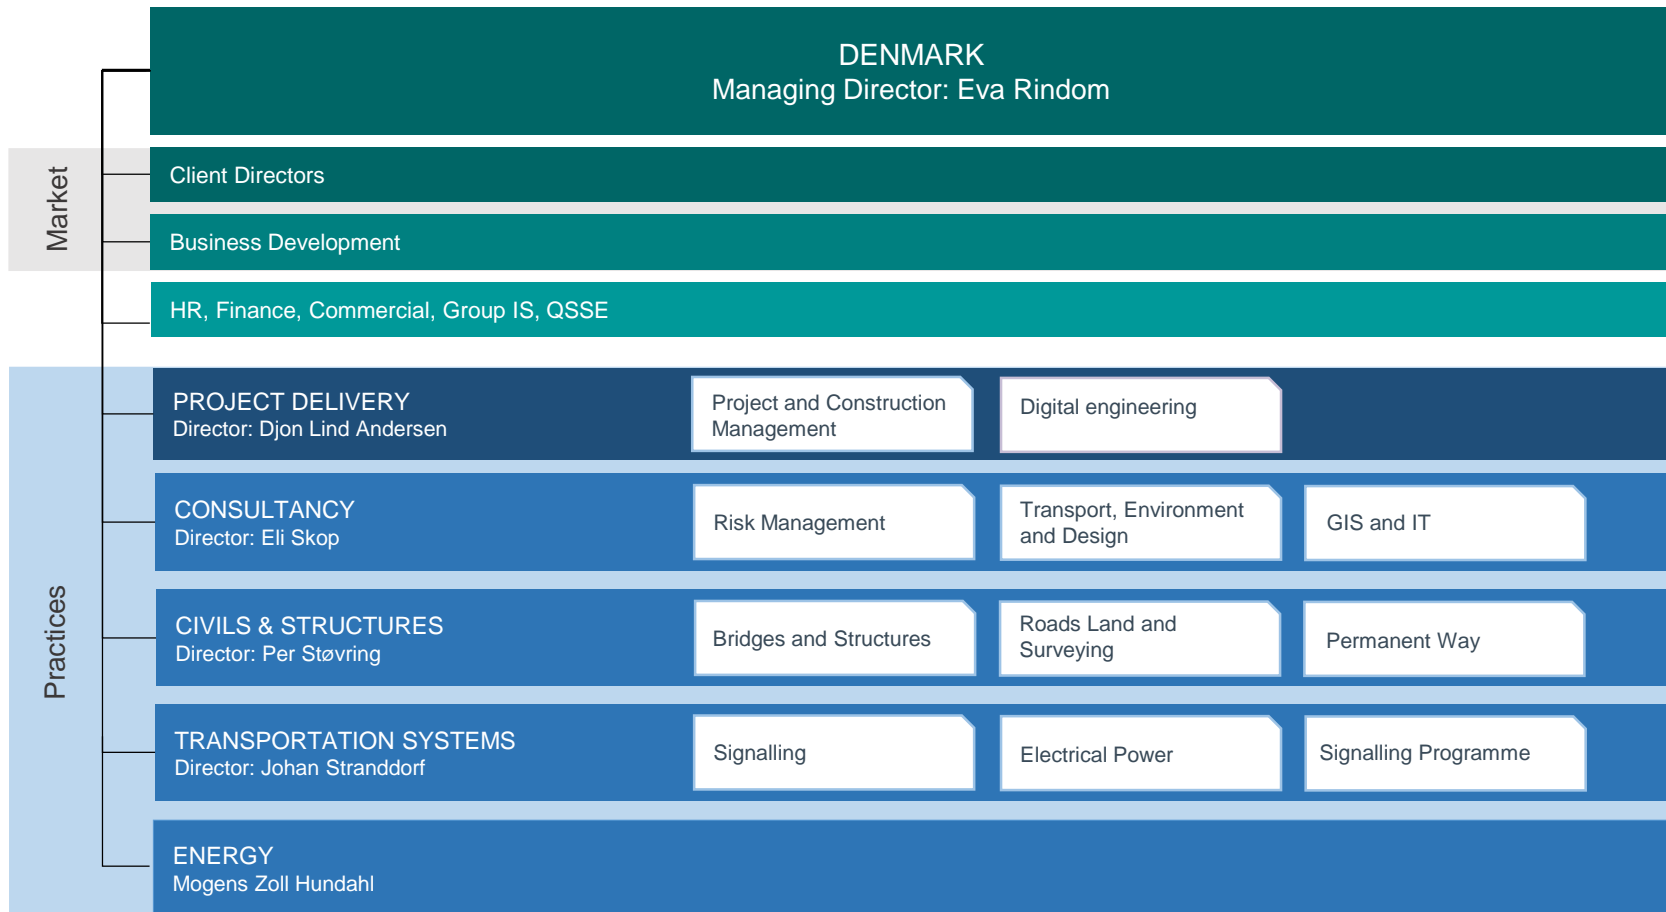 DENMARK
Managing Director: Eva Rindom
Market
Client Directors
Business Development
HR, Finance, Commercial, Group IS, QSSE
Practices
PROJECT DELIVERY
Director: Djon Lind Andersen
Project and Construction
Management
Digital engineering
CONSULTANCY
Director: Eli Skop
Risk Management
Transport, Environment
and Design
GIS and IT
CIVILS & STRUCTURES
Director: Per Støvring
Bridges and Structures
Roads Land and
Surveying
Permanent Way
TRANSPORTATION SYSTEMS
Director: Johan Stranddorf
Signalling
Electrical Power
Signalling Programme
ENERGY
Mogens Zoll Hundahl